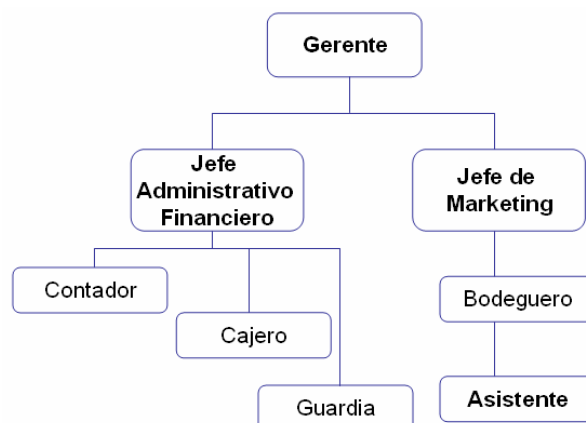 Gerente
Jefe
Administrativo
Financiero
Jefe de
Marketing
Contador
Bodeguero
Cajero
Asistente
Guardia